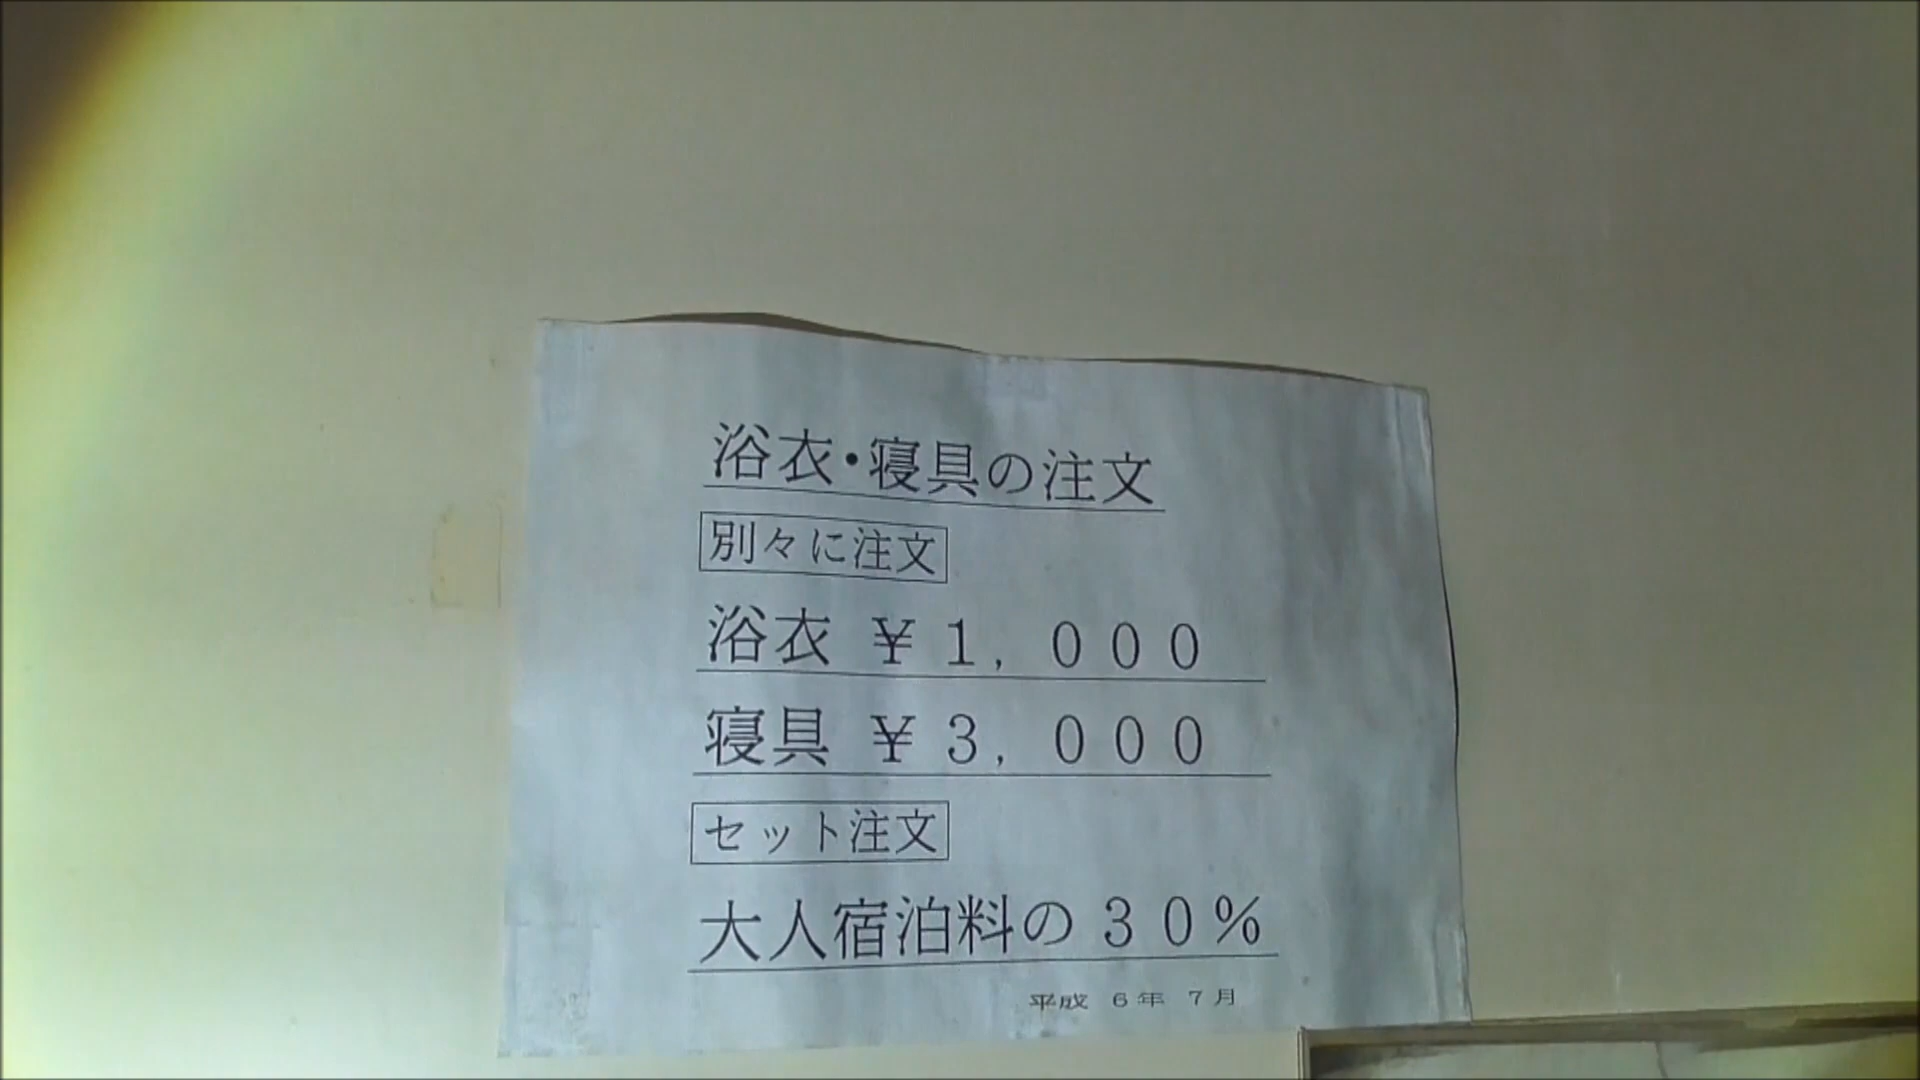 浴衣・寝具の注文
別々に注文
浴衣 ￥１，０００
寝具 ￥３，０００
セット注文
大人宿泊料の３０％
平成 ６年 ７月